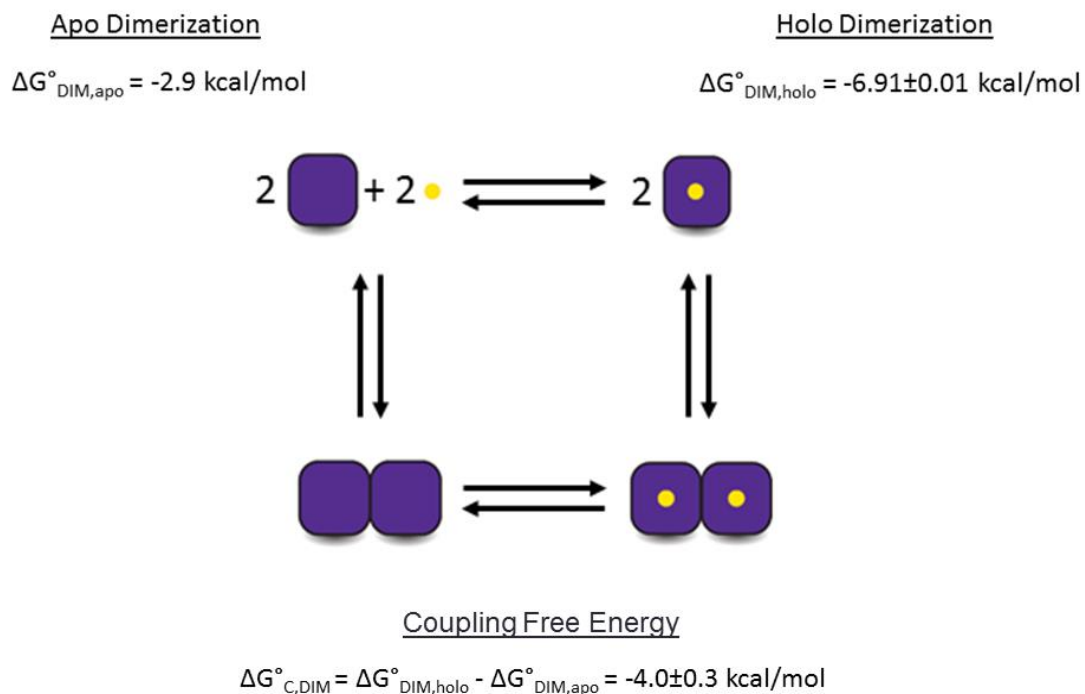 Apo Dimerization
Holo Dimerization
ΔG°DIM,apo = -2.9 kcal/mol
ΔG°DIM,holo = -6.91±0.01 kcal/mol
2 + 2
2
Coupling Free Energy
ΔG°C,DIM = ΔG°DIM,holo - ΔG°DIM,apo = -4.0±0.3 kcal/mol